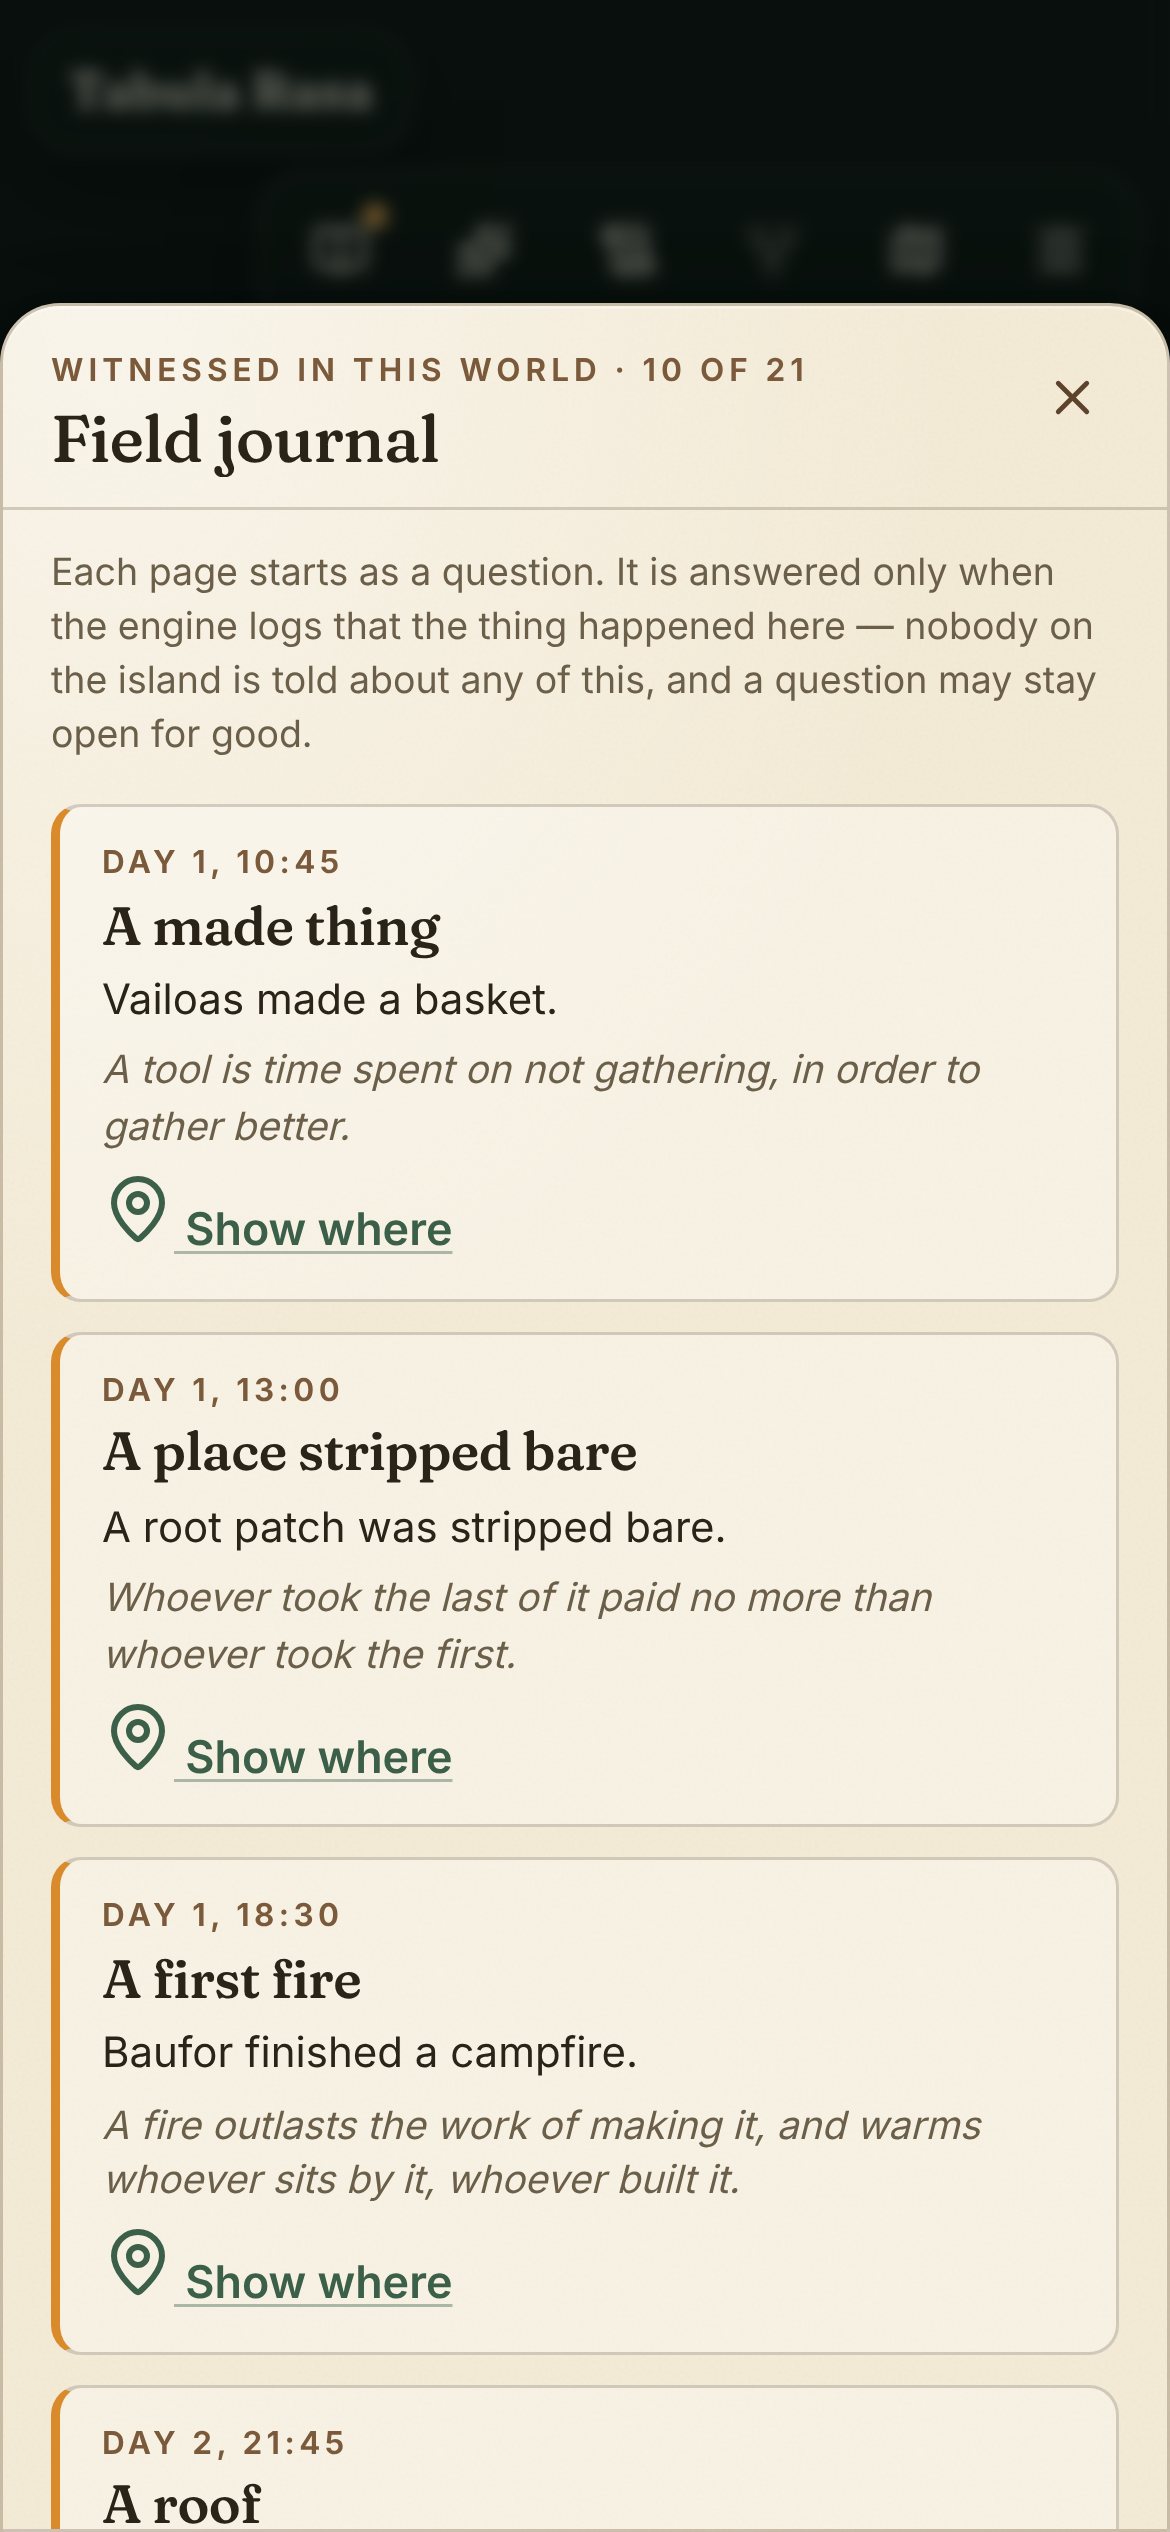 Tabula Rasa
WITNESSED IN THIS WORLD · 10 OF 21
Field journal
Each page starts as a question. It is answered only when
the engine logs that the thing happened here — nobody on
the island is told about any of this, and a question may stay
open for good.
DAY 1, 10:45
A made thing
Vailoas made a basket.
A tool is time spent on not gathering, in order to
gather better.
Show where
DAY 1, 13:00
A place stripped bare
A root patch was stripped bare.
Whoever took the last of it paid no more than
whoever took the first.
Show where
DAY 1, 18:30
A first fire
Baufor finished a campfire.
A fire outlasts the work of making it, and warms
whoever sits by it, whoever built it.
Show where
DAY 2, 21:45
A roof